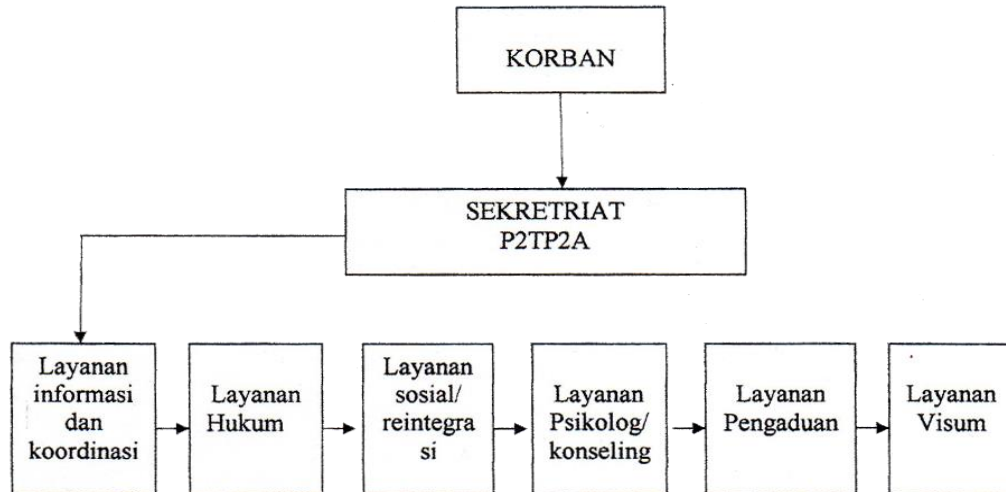 KORBAN
SEKRETRIAT
P2TP2A
Layanan
informasi
dan
koordinasi
Layanan
Hukum
Layanan
sosial/
reintegra
si
Layanan
Psikolog/
konseling
Layanan
Pengaduan
Layanan
Visum